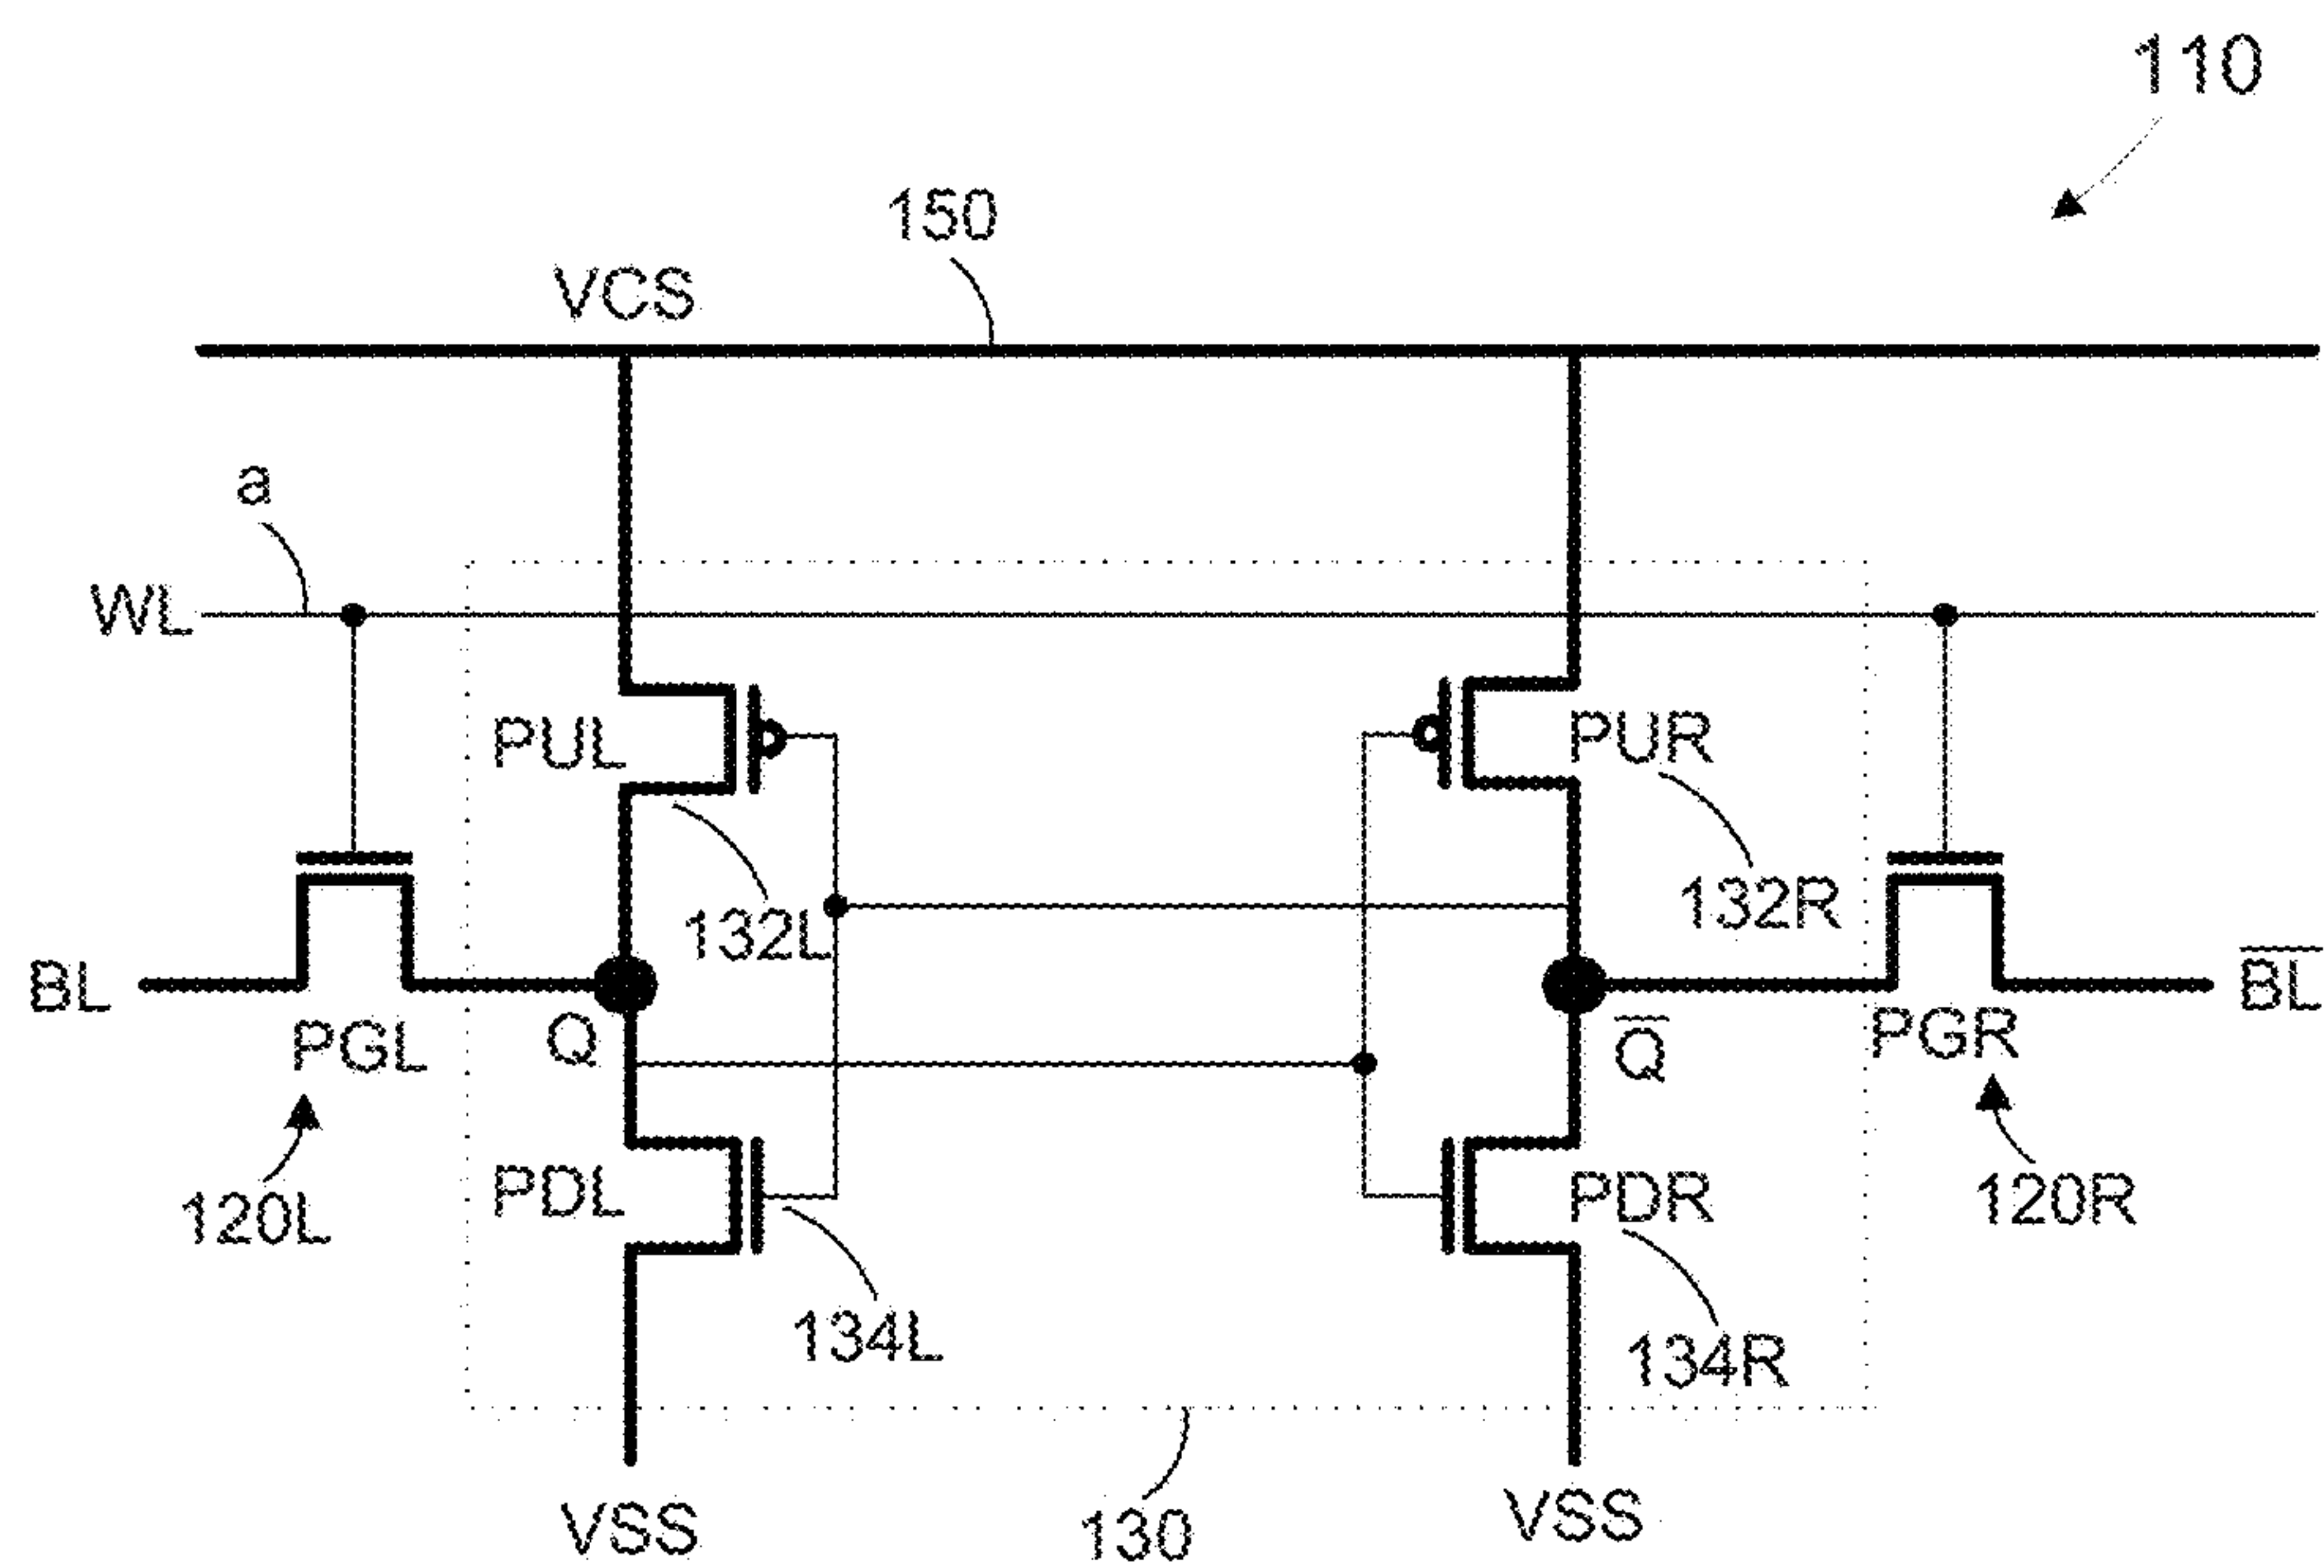 110
150
VCS
a
WL
PUL
PUR
132L
132R
BL
B̅L̅
Q
Q̅
PGL
PGR
PDL
PDR
120L
120R
134L
134R
130
VSS
VSS